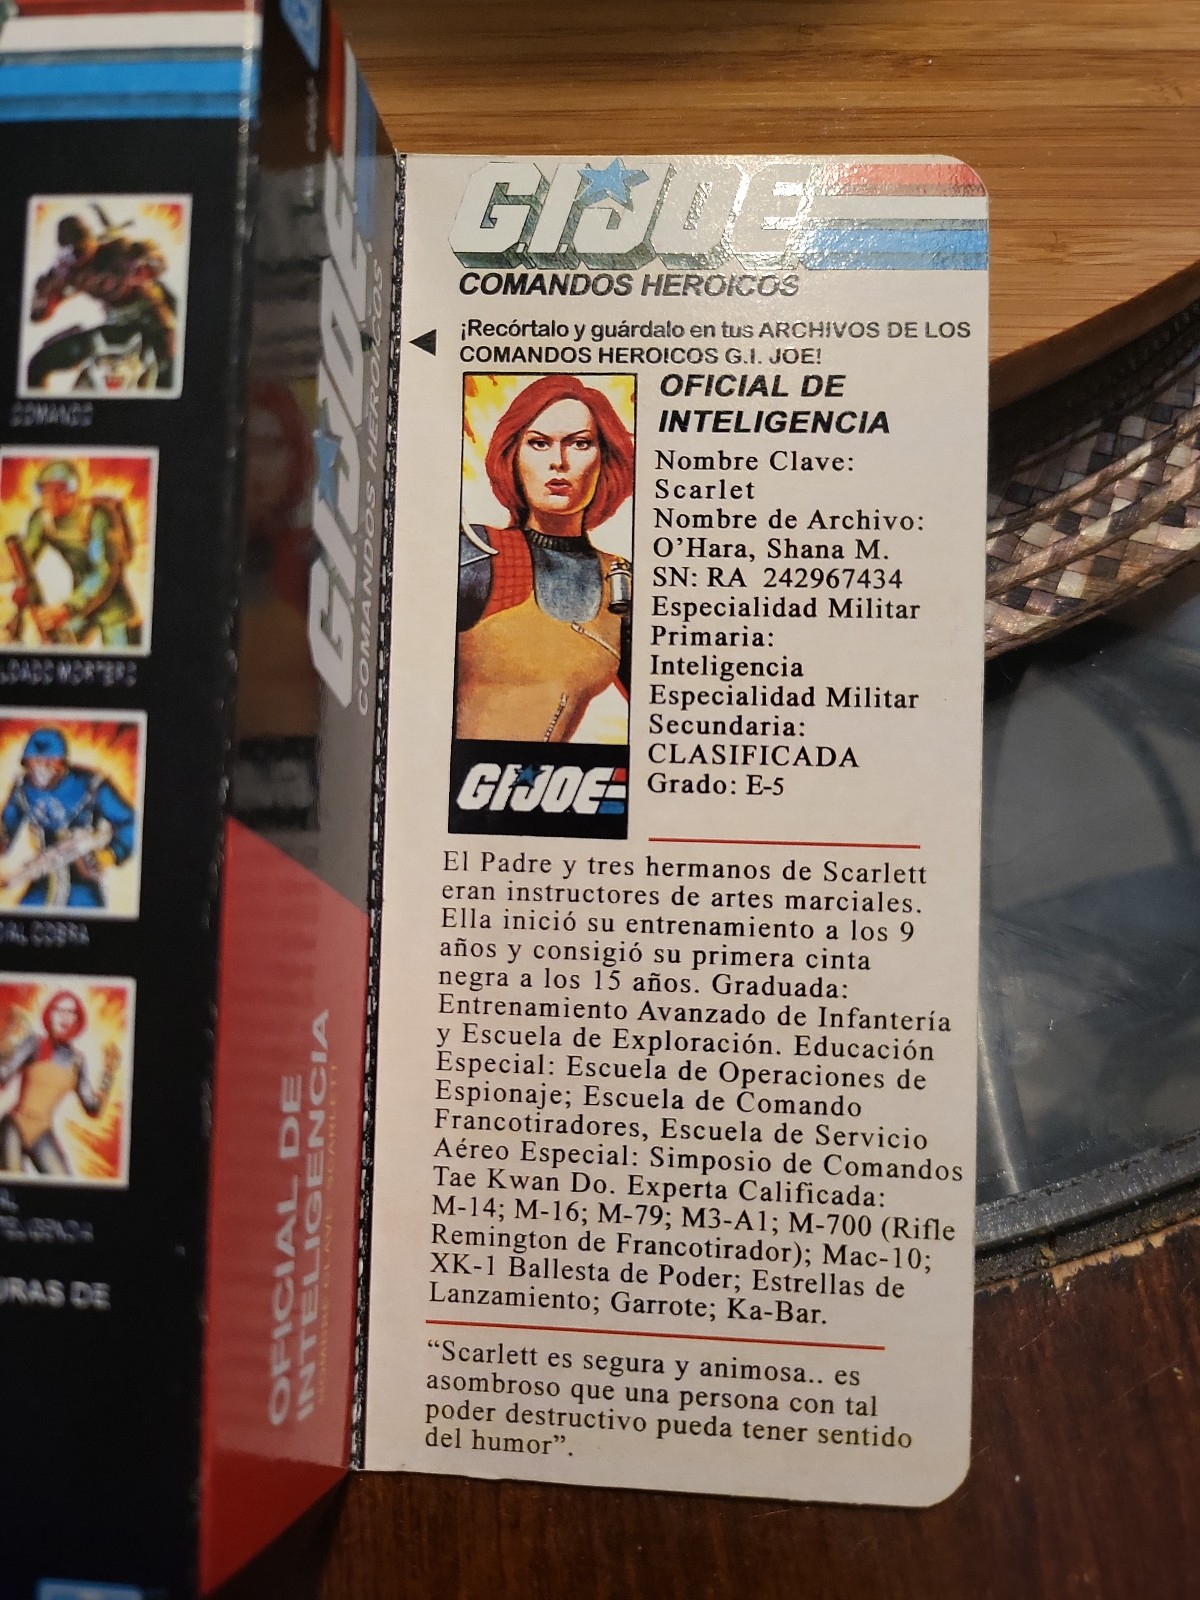 COMANDO
COBRA
URAS DE
G.I. JOE
COMANDOS HEROICOS
OFICIAL DE
INTELIGENCIA
NOMBRE CLAVE: SCARLETT
G.I. JOE
COMANDOS HEROICOS
¡Recórtalo y guárdalo en tus ARCHIVOS DE LOS
COMANDOS HEROICOS G.I. JOE!
OFICIAL DE
INTELIGENCIA
Nombre Clave:
Scarlet
Nombre de Archivo:
O'Hara, Shana M.
SN: RA 242967434
Especialidad Militar
Primaria:
Inteligencia
Especialidad Militar
Secundaria:
CLASIFICADA
Grado: E-5
GI JOE
El Padre y tres hermanos de Scarlett
eran instructores de artes marciales.
Ella inició su entrenamiento a los 9
años y consigió su primera cinta
negra a los 15 años. Graduada:
Entrenamiento Avanzado de Infantería
y Escuela de Exploración. Educación
Especial: Escuela de Operaciones de
Espionaje; Escuela de Comando
Francotiradores, Escuela de Servicio
Aéreo Especial: Simposio de Comandos
Tae Kwan Do. Experta Calificada:
M-14; M-16; M-79; M3-A1; M-700 (Rifle
Remington de Francotirador); Mac-10;
XK-1 Ballesta de Poder; Estrellas de
Lanzamiento; Garrote; Ka-Bar.
“Scarlett es segura y animosa.. es
asombroso que una persona con tal
poder destructivo pueda tener sentido
del humor”.